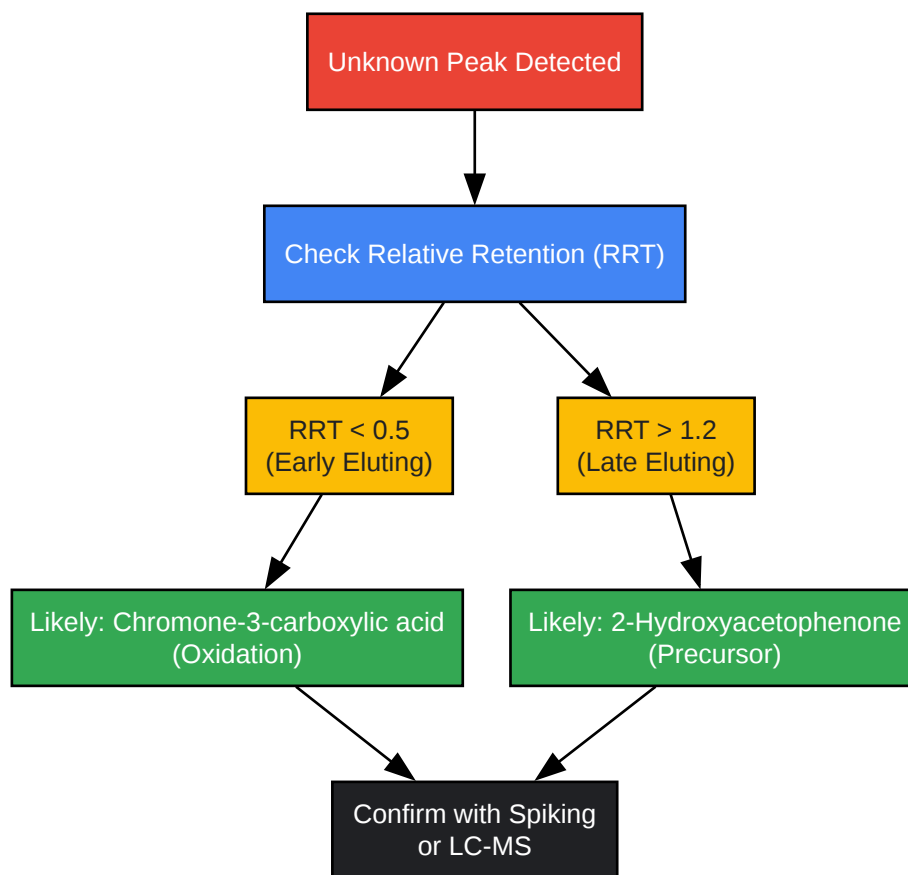 Unknown Peak Detected
Check Relative Retention (RRT)
RRT < 0.5
(Early Eluting)
RRT > 1.2
(Late Eluting)
Likely: Chromone-3-carboxylic acid
(Oxidation)
Likely: 2-Hydroxyacetophenone
(Precursor)
Confirm with Spiking
or LC-MS